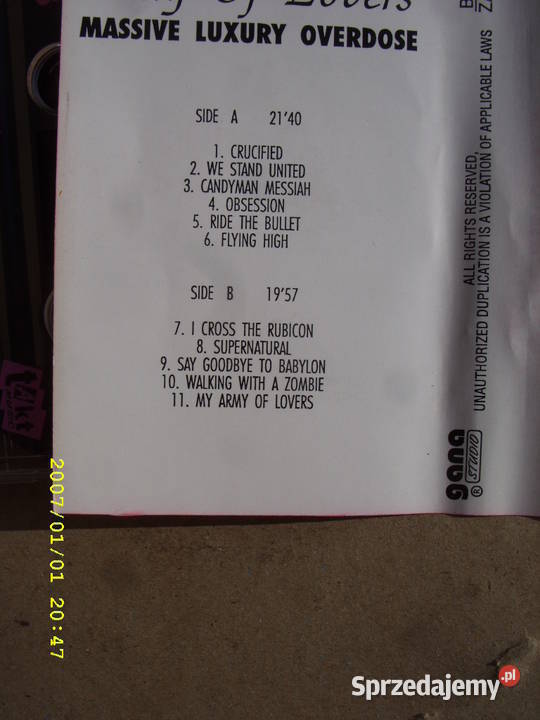 Of Lovers
MASSIVE LUXURY OVERDOSE
SIDE A 21'40
1. CRUCIFIED
2. WE STAND UNITED
3. CANDYMAN MESSIAH
4. OBSESSION
5. RIDE THE BULLET
6. FLYING HIGH
SIDE B 19'57
7. I CROSS THE RUBICON
8. SUPERNATURAL
9. SAY GOODBYE TO BABYLON
10. WALKING WITH A ZOMBIE
11. MY ARMY OF LOVERS
ALL RIGHTS RESERVED,
UNAUTHORIZED DUPLICATION IS A VIOLATION OF APPLICABLE LAWS
gana
STUDIO
®
2007/01/01 20:47
Sprzedajemy.pl